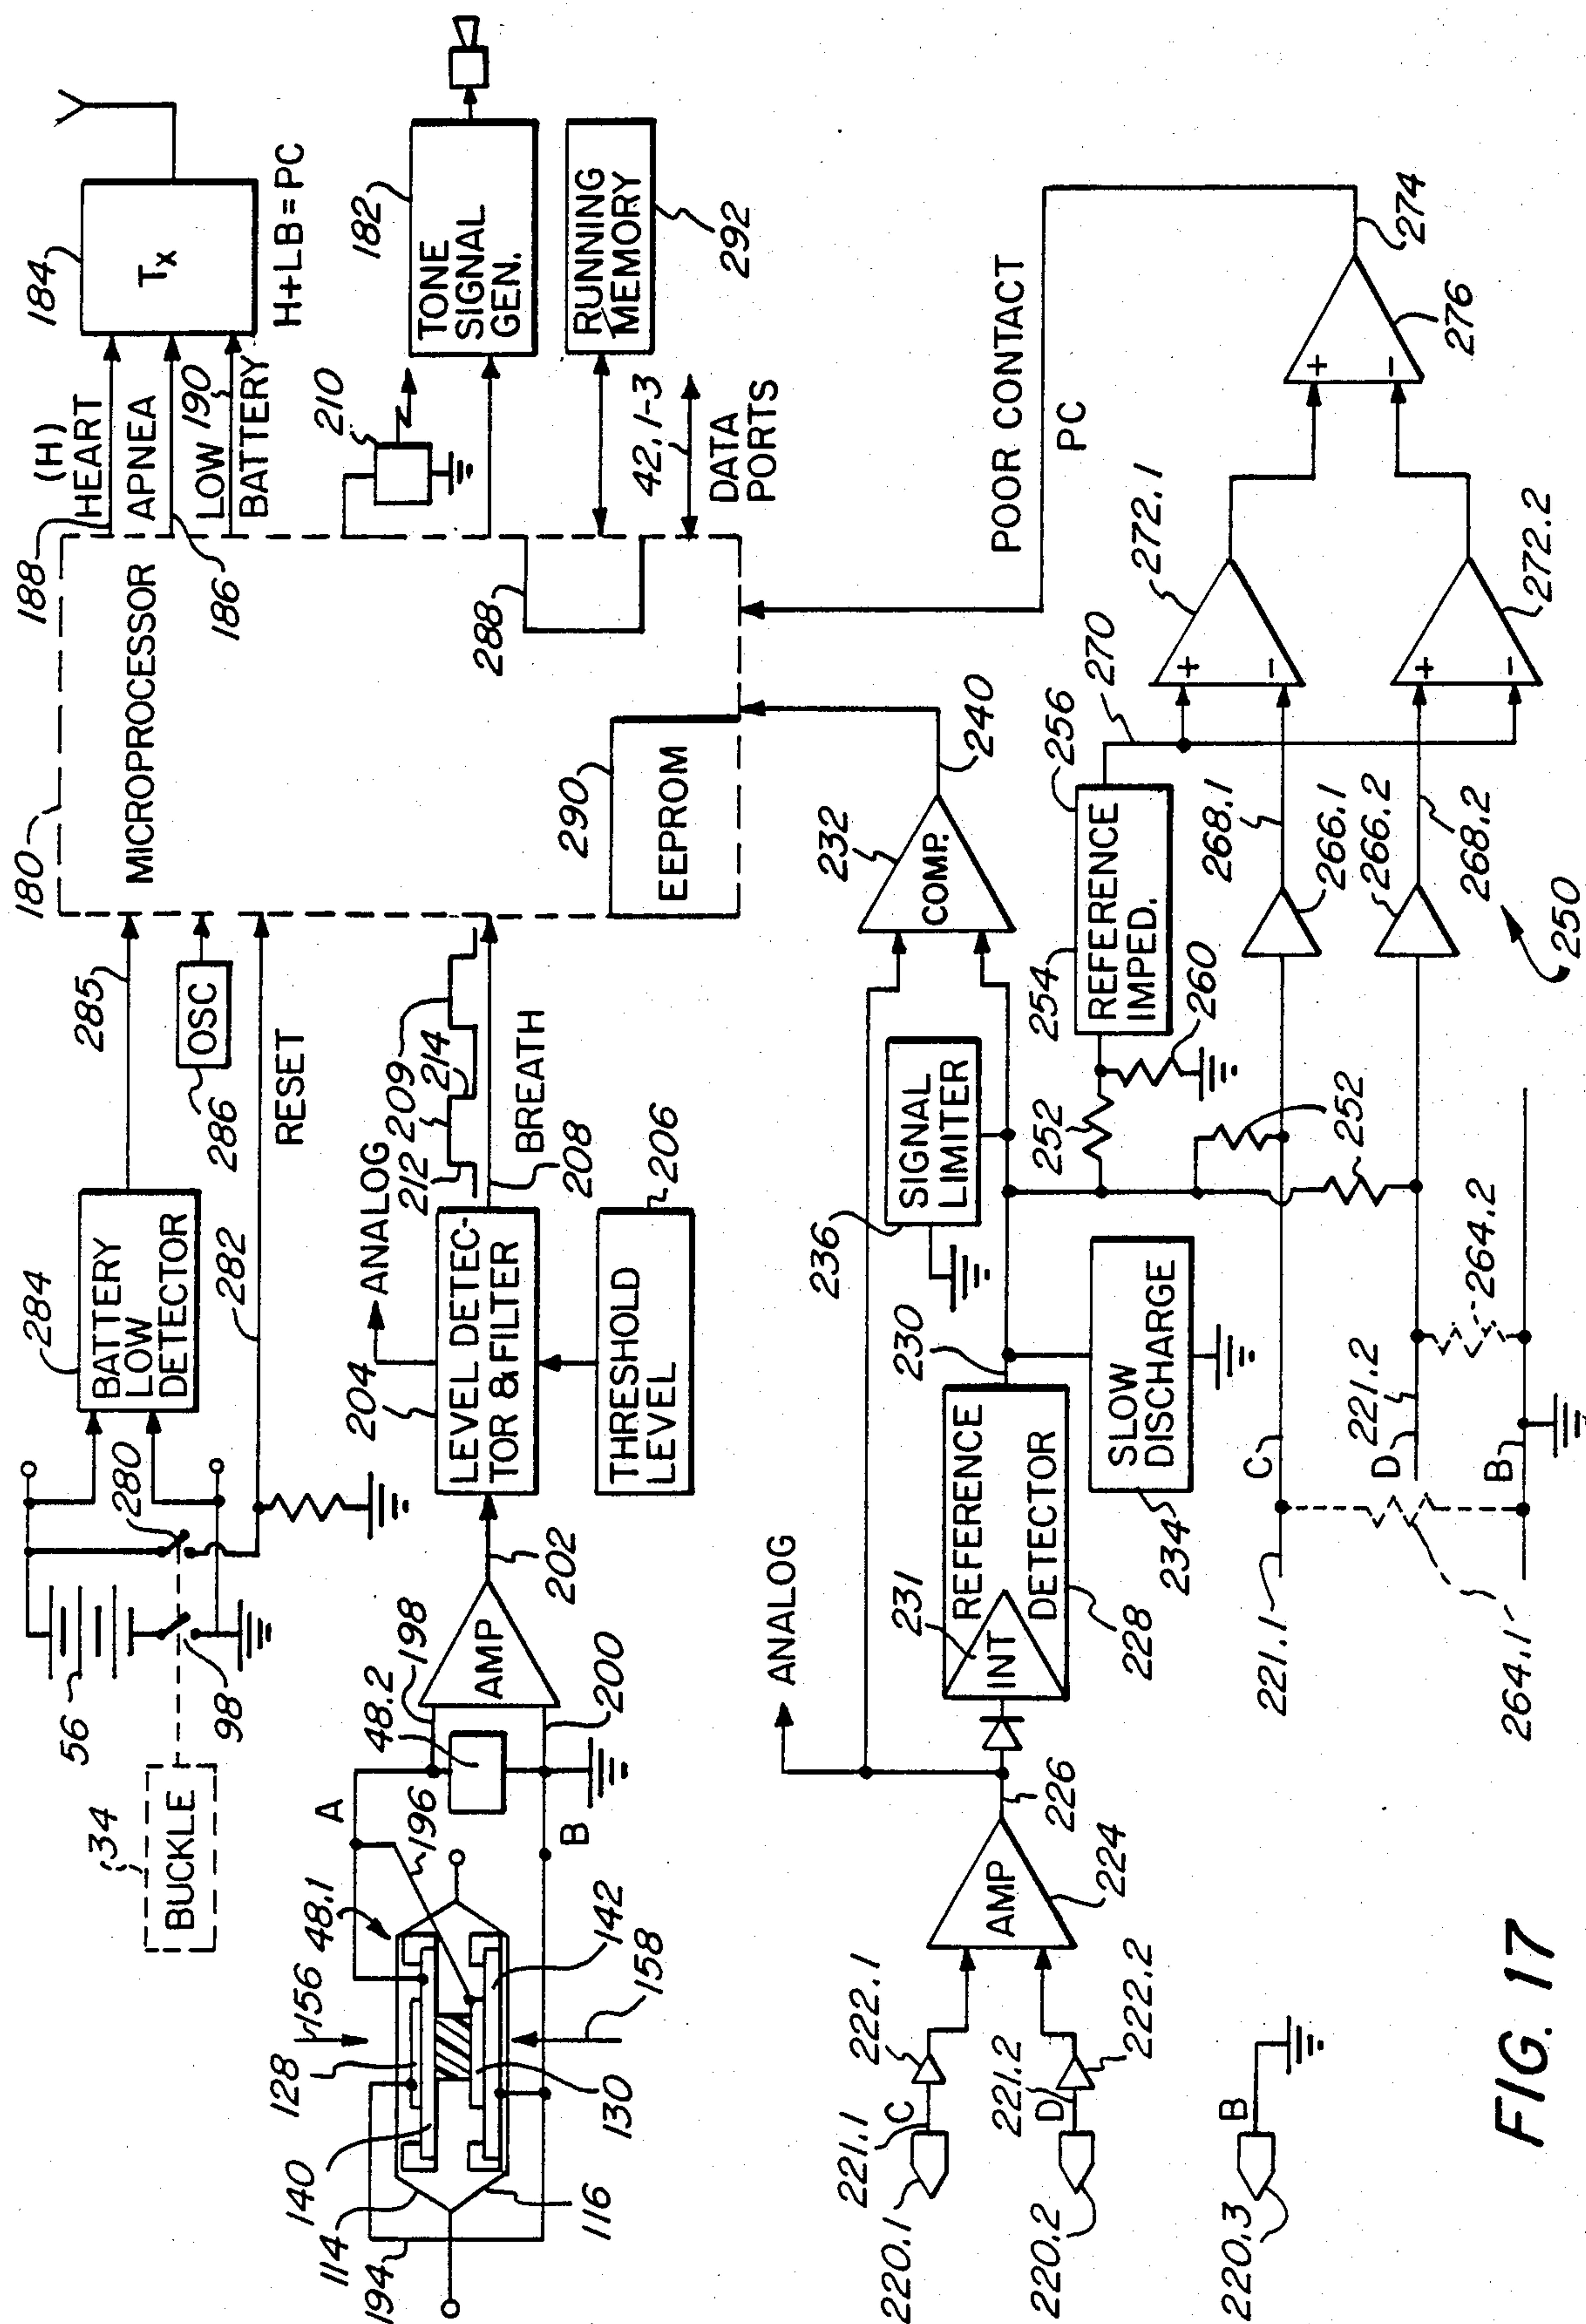 34
BUCKLE
56
98
280
284
BATTERY
LOW
DETECTOR
285
282
286
OSC
RESET
180
MICROPROCESSOR
188
186
(H)
HEART
APNEA
LOW
BATTERY
190
184
Tx
H+LB=PC
210
182
TONE
SIGNAL
GEN.
RUNNING
MEMORY
292
288
42.1-3
DATA
PORTS
290
EEPROM
194
114
140
128
156
48.1
116
130
158
142
196
A
B
48.2
198
AMP
200
202
204
LEVEL DETEC-
TOR & FILTER
ANALOG
THRESHOLD
LEVEL
206
208
BREATH
212
209
214
220.1
221.1
C
222.1
220.2
221.2
D
222.2
220.3
B
AMP
224
226
ANALOG
231
INT
REFERENCE
DETECTOR
228
230
SLOW
DISCHARGE
234
236
SIGNAL
LIMITER
232
COMP.
240
252
254
REFERENCE
IMPED.
256
260
252
252
221.1
C
D
221.2
B
264.1
264.2
266.1
266.2
268.1
268.2
250
270
272.1
+
-
+
-
272.2
+
-
276
274
POOR CONTACT
PC
FIG. 17